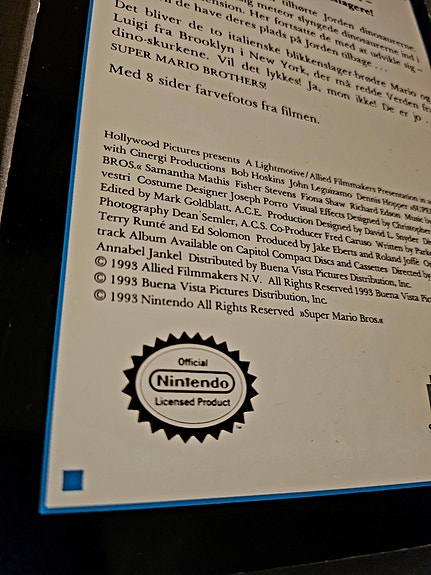 slageret
tilhørte Jorden dinosaurerne.
meteor slyngede dinosaurerne ind i
dimension. Her forsatte de med at udvikle sig –
de have deres plads på Jorden tilbage . . .
Det bliver de to italienske blikkenslager-brødre Mario og
Luigi fra Brooklyn i New York, der må redde Verden fra
dino-skurkene. Vil det lykkes! Ja, mon ikke! De er jo . .
SUPER MARIO BROTHERS!
Med 8 sider farvefotos fra filmen.
Hollywood Pictures presents A Lightmotive/Allied Filmmakers Presentation in a
with Cinergi Productions Bob Hoskins John Leguizamo Dennis Hopper »SUPER
BROS.« Samantha Mathis Fisher Stevens Fiona Shaw Richard Edson Music by
vestri Costume Designer Joseph Porro Visual Effects Designed by Christopher
Edited by Mark Goldblatt, A.C.E. Production Designed by David L. Snyder
Photography Dean Semler, A.C.S. Co-Producer Fred Caruso Written by Parker
Terry Runté and Ed Solomon Produced by Jake Eberts and Roland Joffé
track Album Available on Capitol Compact Discs and Cassettes Directed by
Annabel Jankel Distributed by Buena Vista Pictures Distribution, Inc.
© 1993 Allied Filmmakers N.V. All Rights Reserved 1993 Buena Vista Pic
© 1993 Buena Vista Pictures Distribution, Inc.
© 1993 Nintendo All Rights Reserved »Super Mario Bros.«
Official
Nintendo
Licensed Product